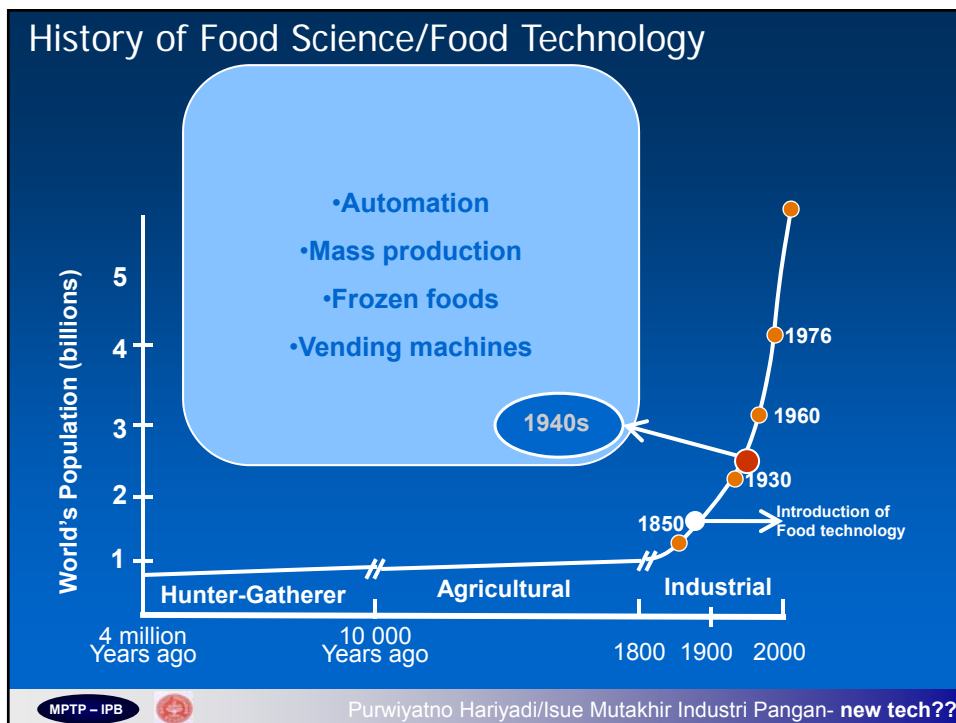 History of Food Science/Food Technology
•Automation
•Mass production
•Frozen foods
•Vending machines
1940s
World's Population (billions)
5
4
3
2
1
1976
1960
1930
1850
Introduction of
Food technology
Hunter-Gatherer
Agricultural
Industrial
4 million
Years ago
10 000
Years ago
1800
1900
2000
MPTP – IPB
Purwiyatno Hariyadi/Isue Mutakhir Industri Pangan- new tech??